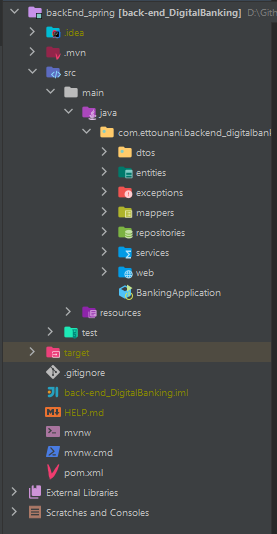 backEnd_spring [back-end_DigitalBanking] D:\Gith
.idea
.mvn
src
main
java
com.ettounani.backend_digitalbank
dtos
entities
exceptions
mappers
repositories
services
web
BankingApplication
resources
test
target
.gitignore
back-end_DigitalBanking.iml
HELP.md
mvnw
mvnw.cmd
pom.xml
External Libraries
Scratches and Consoles